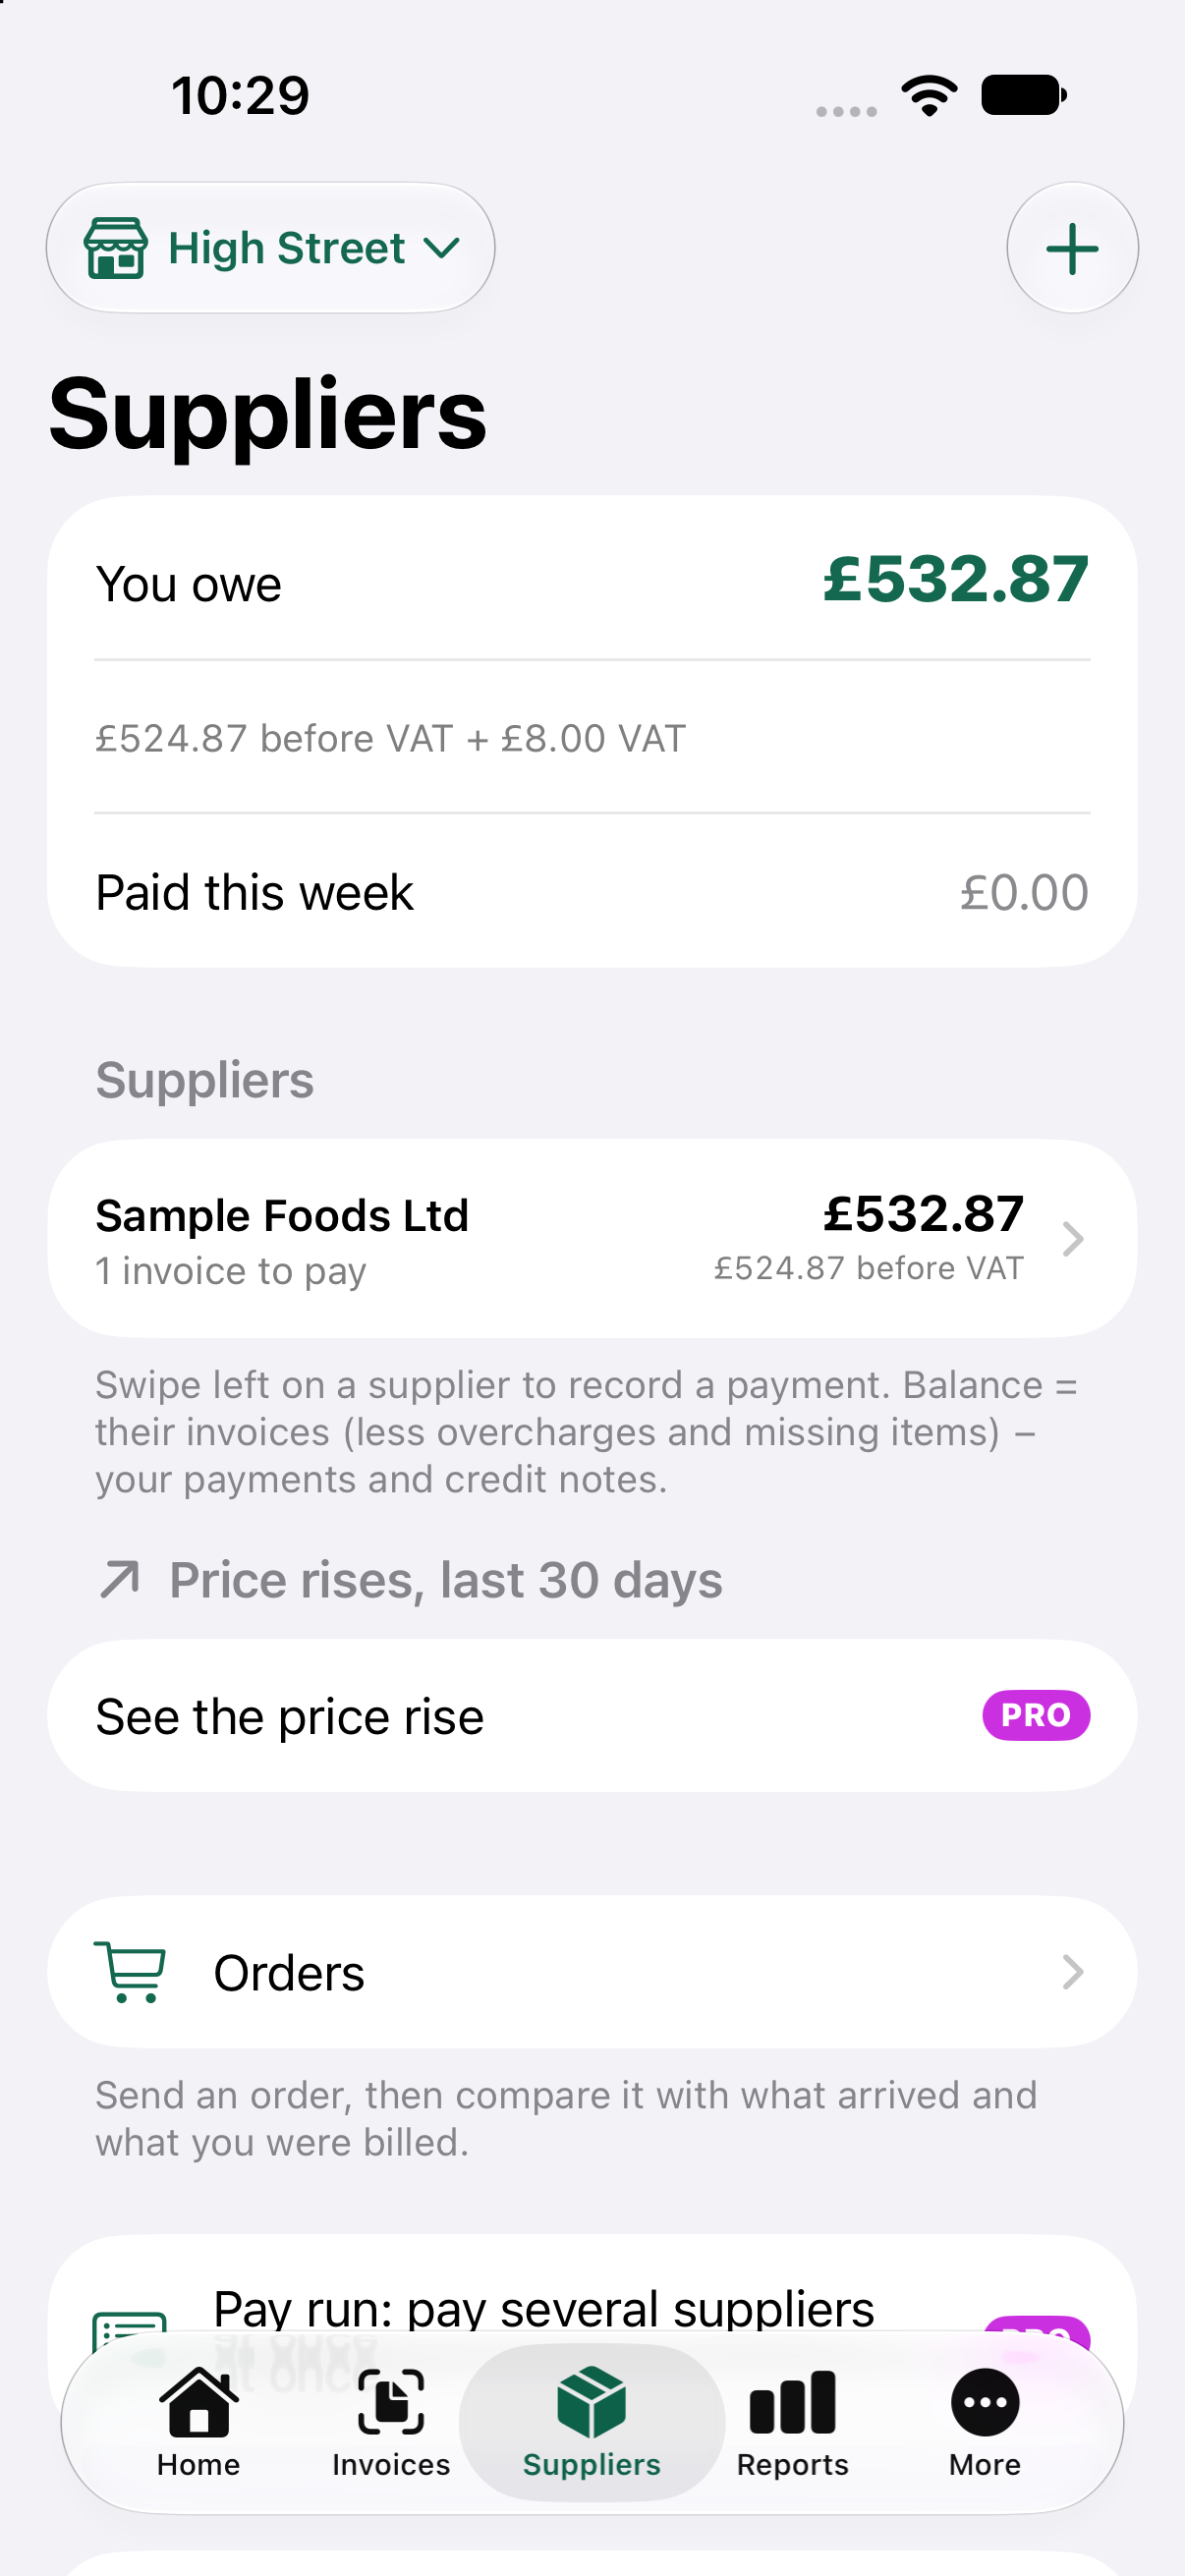 10:29
High Street
Suppliers
You owe
£532.87
£524.87 before VAT + £8.00 VAT
Paid this week
£0.00
Suppliers
Sample Foods Ltd
£532.87
1 invoice to pay
£524.87 before VAT
Swipe left on a supplier to record a payment. Balance =
their invoices (less overcharges and missing items) –
your payments and credit notes.
Price rises, last 30 days
See the price rise
PRO
Orders
Send an order, then compare it with what arrived and
what you were billed.
Pay run: pay several suppliers
at once
PRO
Home
Invoices
Suppliers
Reports
More